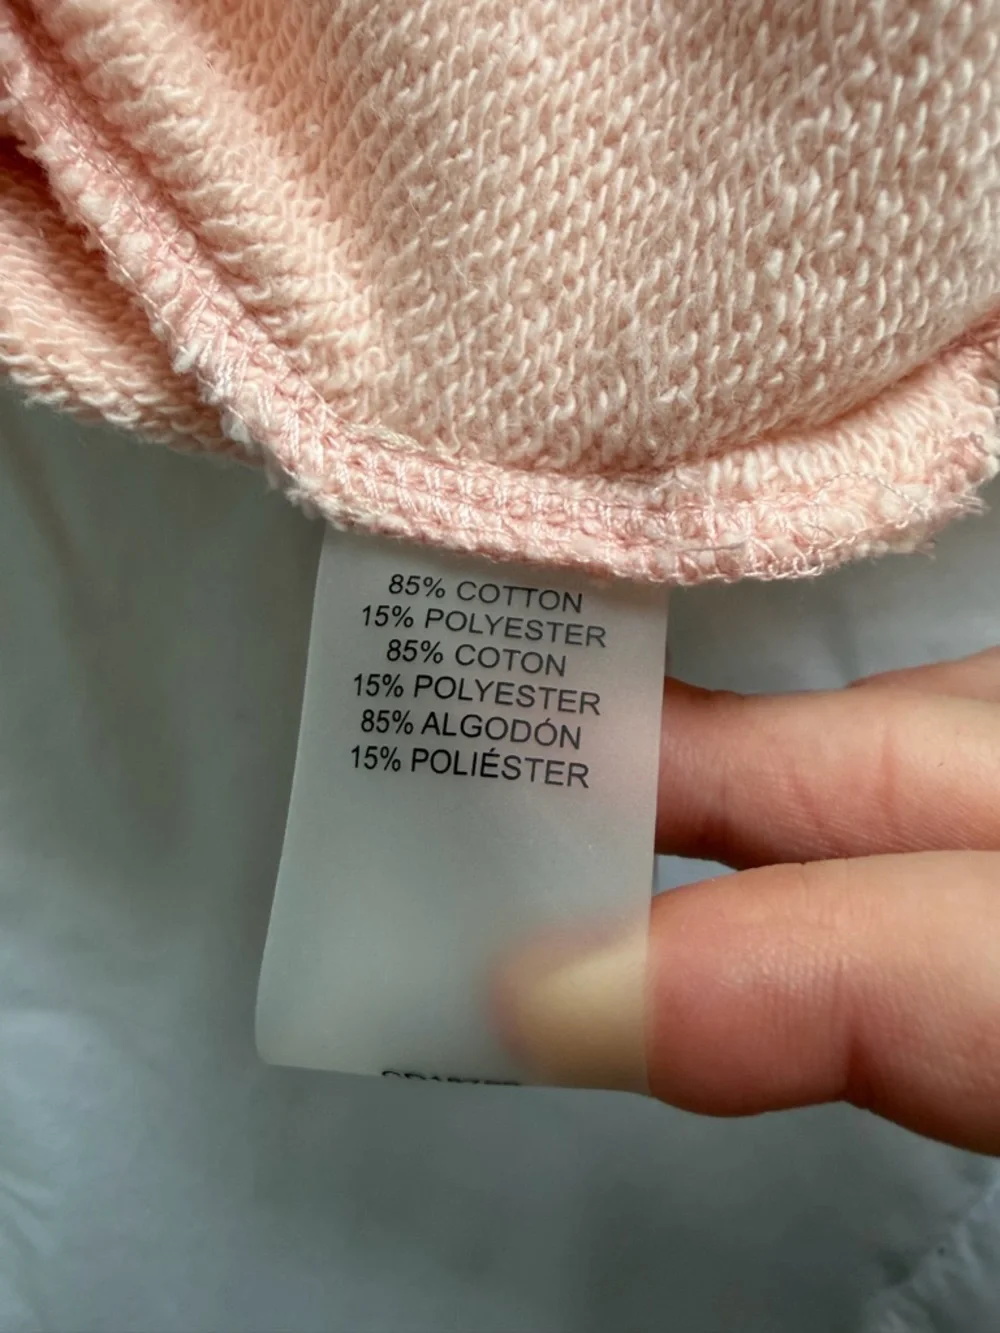 85% COTTON
15% POLYESTER
85% COTON
15% POLYESTER
85% ALGODÓN
15% POLIÉSTER